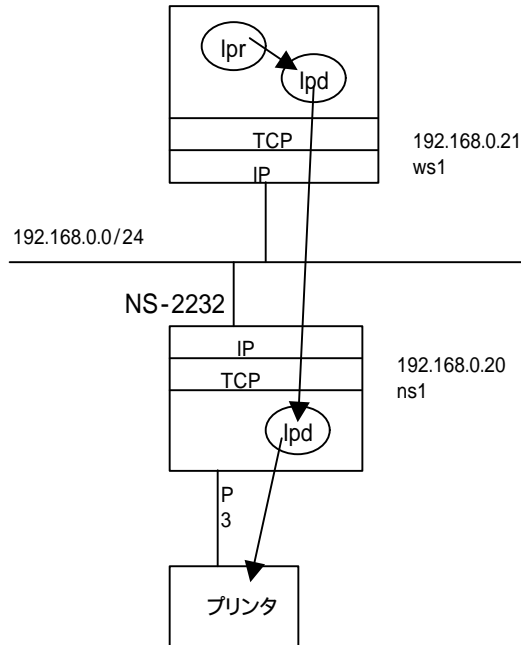 lpr
lpd
TCP
IP
192.168.0.21
ws1
192.168.0.0/24
NS-2232
IP
TCP
192.168.0.20
ns1
lpd
P
3
プリンタ